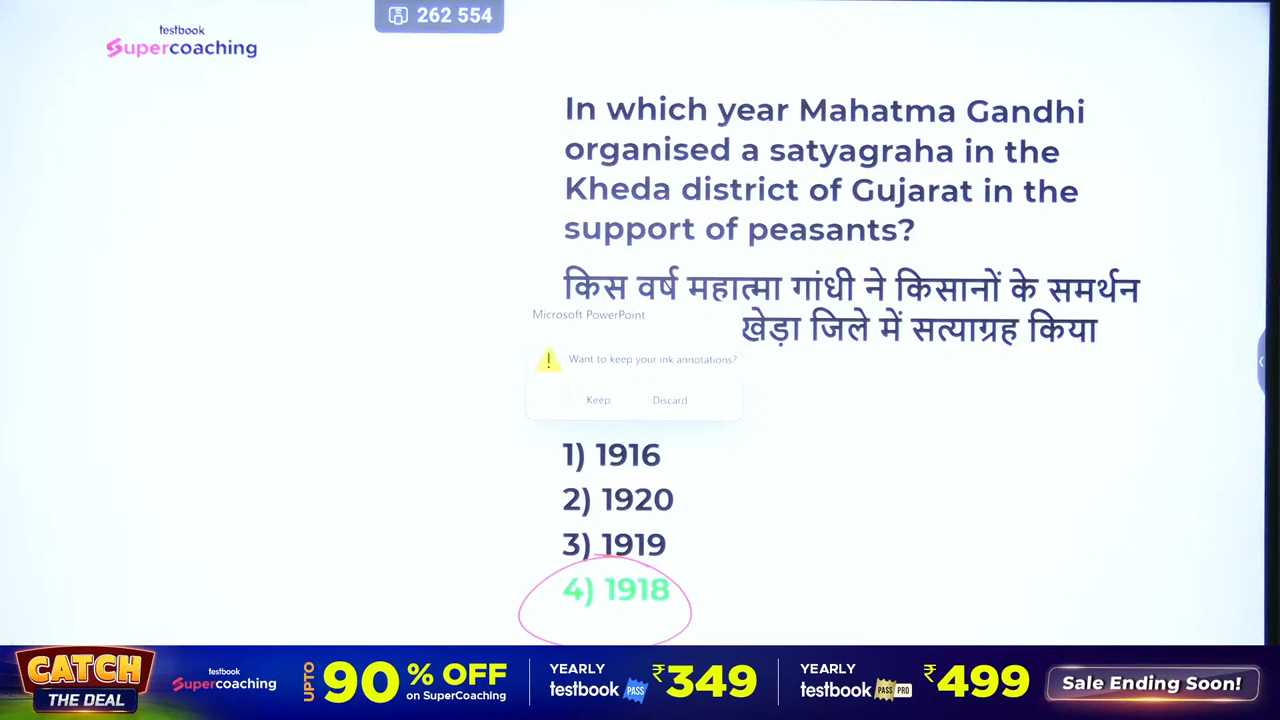 testbook
Supercoaching
262 554
In which year Mahatma Gandhi
organised a satyagraha in the
Kheda district of Gujarat in the
support of peasants?
किस वर्ष महात्मा गांधी ने किसानों के समर्थन
खेड़ा जिले में सत्याग्रह किया
Microsoft PowerPoint
Want to keep your ink annotations?
Keep Discard
1) 1916
2) 1920
3) 1919
4) 1918
CATCH
THE DEAL
testbook
Supercoaching
UPTO 90% OFF
on SuperCoaching
YEARLY
testbook PASS
₹349
YEARLY
testbook PASS PRO
₹499
Sale Ending Soon!